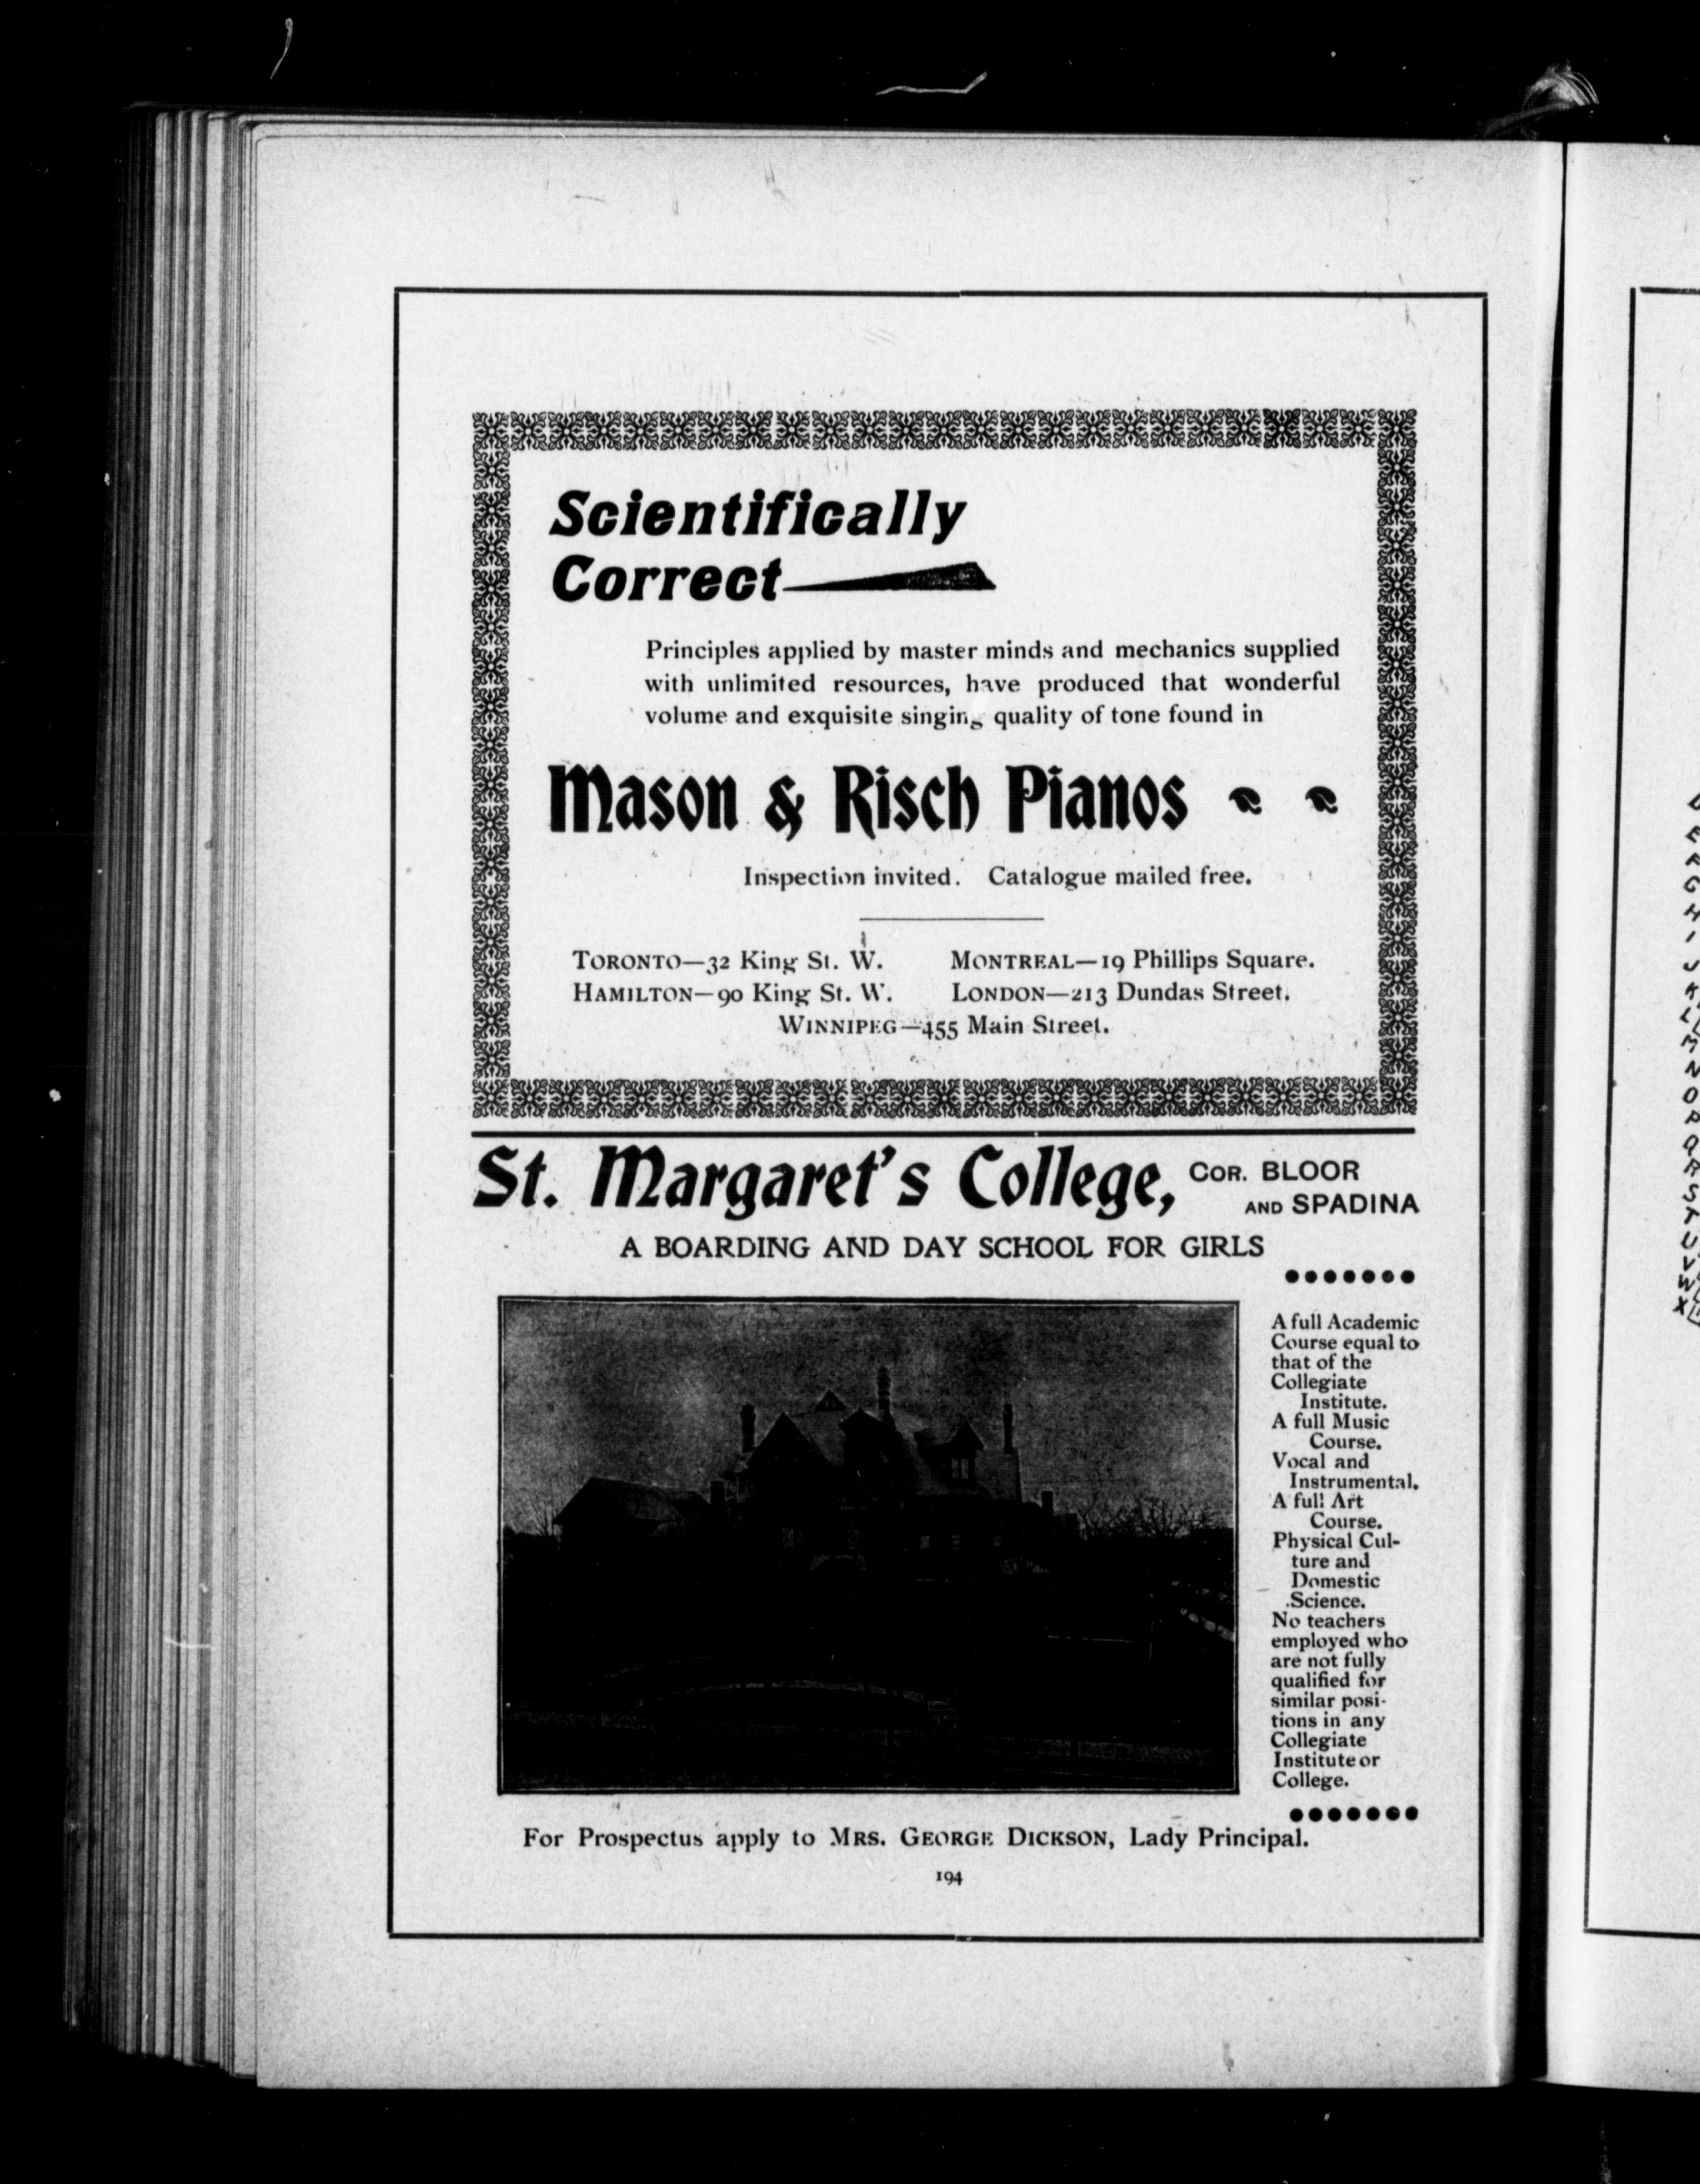 Scientifically
Correct
Principles applied by master minds and mechanics supplied
with unlimited resources, have produced that wonderful
volume and exquisite singing quality of tone found in
Mason & Risch Pianos
Inspection invited. Catalogue mailed free.
TORONTO—32 King St. W. MONTREAL—19 Phillips Square.
HAMILTON—90 King St. W. LONDON—213 Dundas Street.
WINNIPEG—455 Main Street.
St. Margaret's College, COR. BLOOR
AND SPADINA
A BOARDING AND DAY SCHOOL FOR GIRLS
A full Academic
Course equal to
that of the
Collegiate
Institute.
A full Music
Course.
Vocal and
Instrumental.
A full Art
Course.
Physical Cul-
ture and
Domestic
Science.
No teachers
employed who
are not fully
qualified for
similar posi-
tions in any
Collegiate
Institute or
College.
For Prospectus apply to MRS. GEORGE DICKSON, Lady Principal.
194